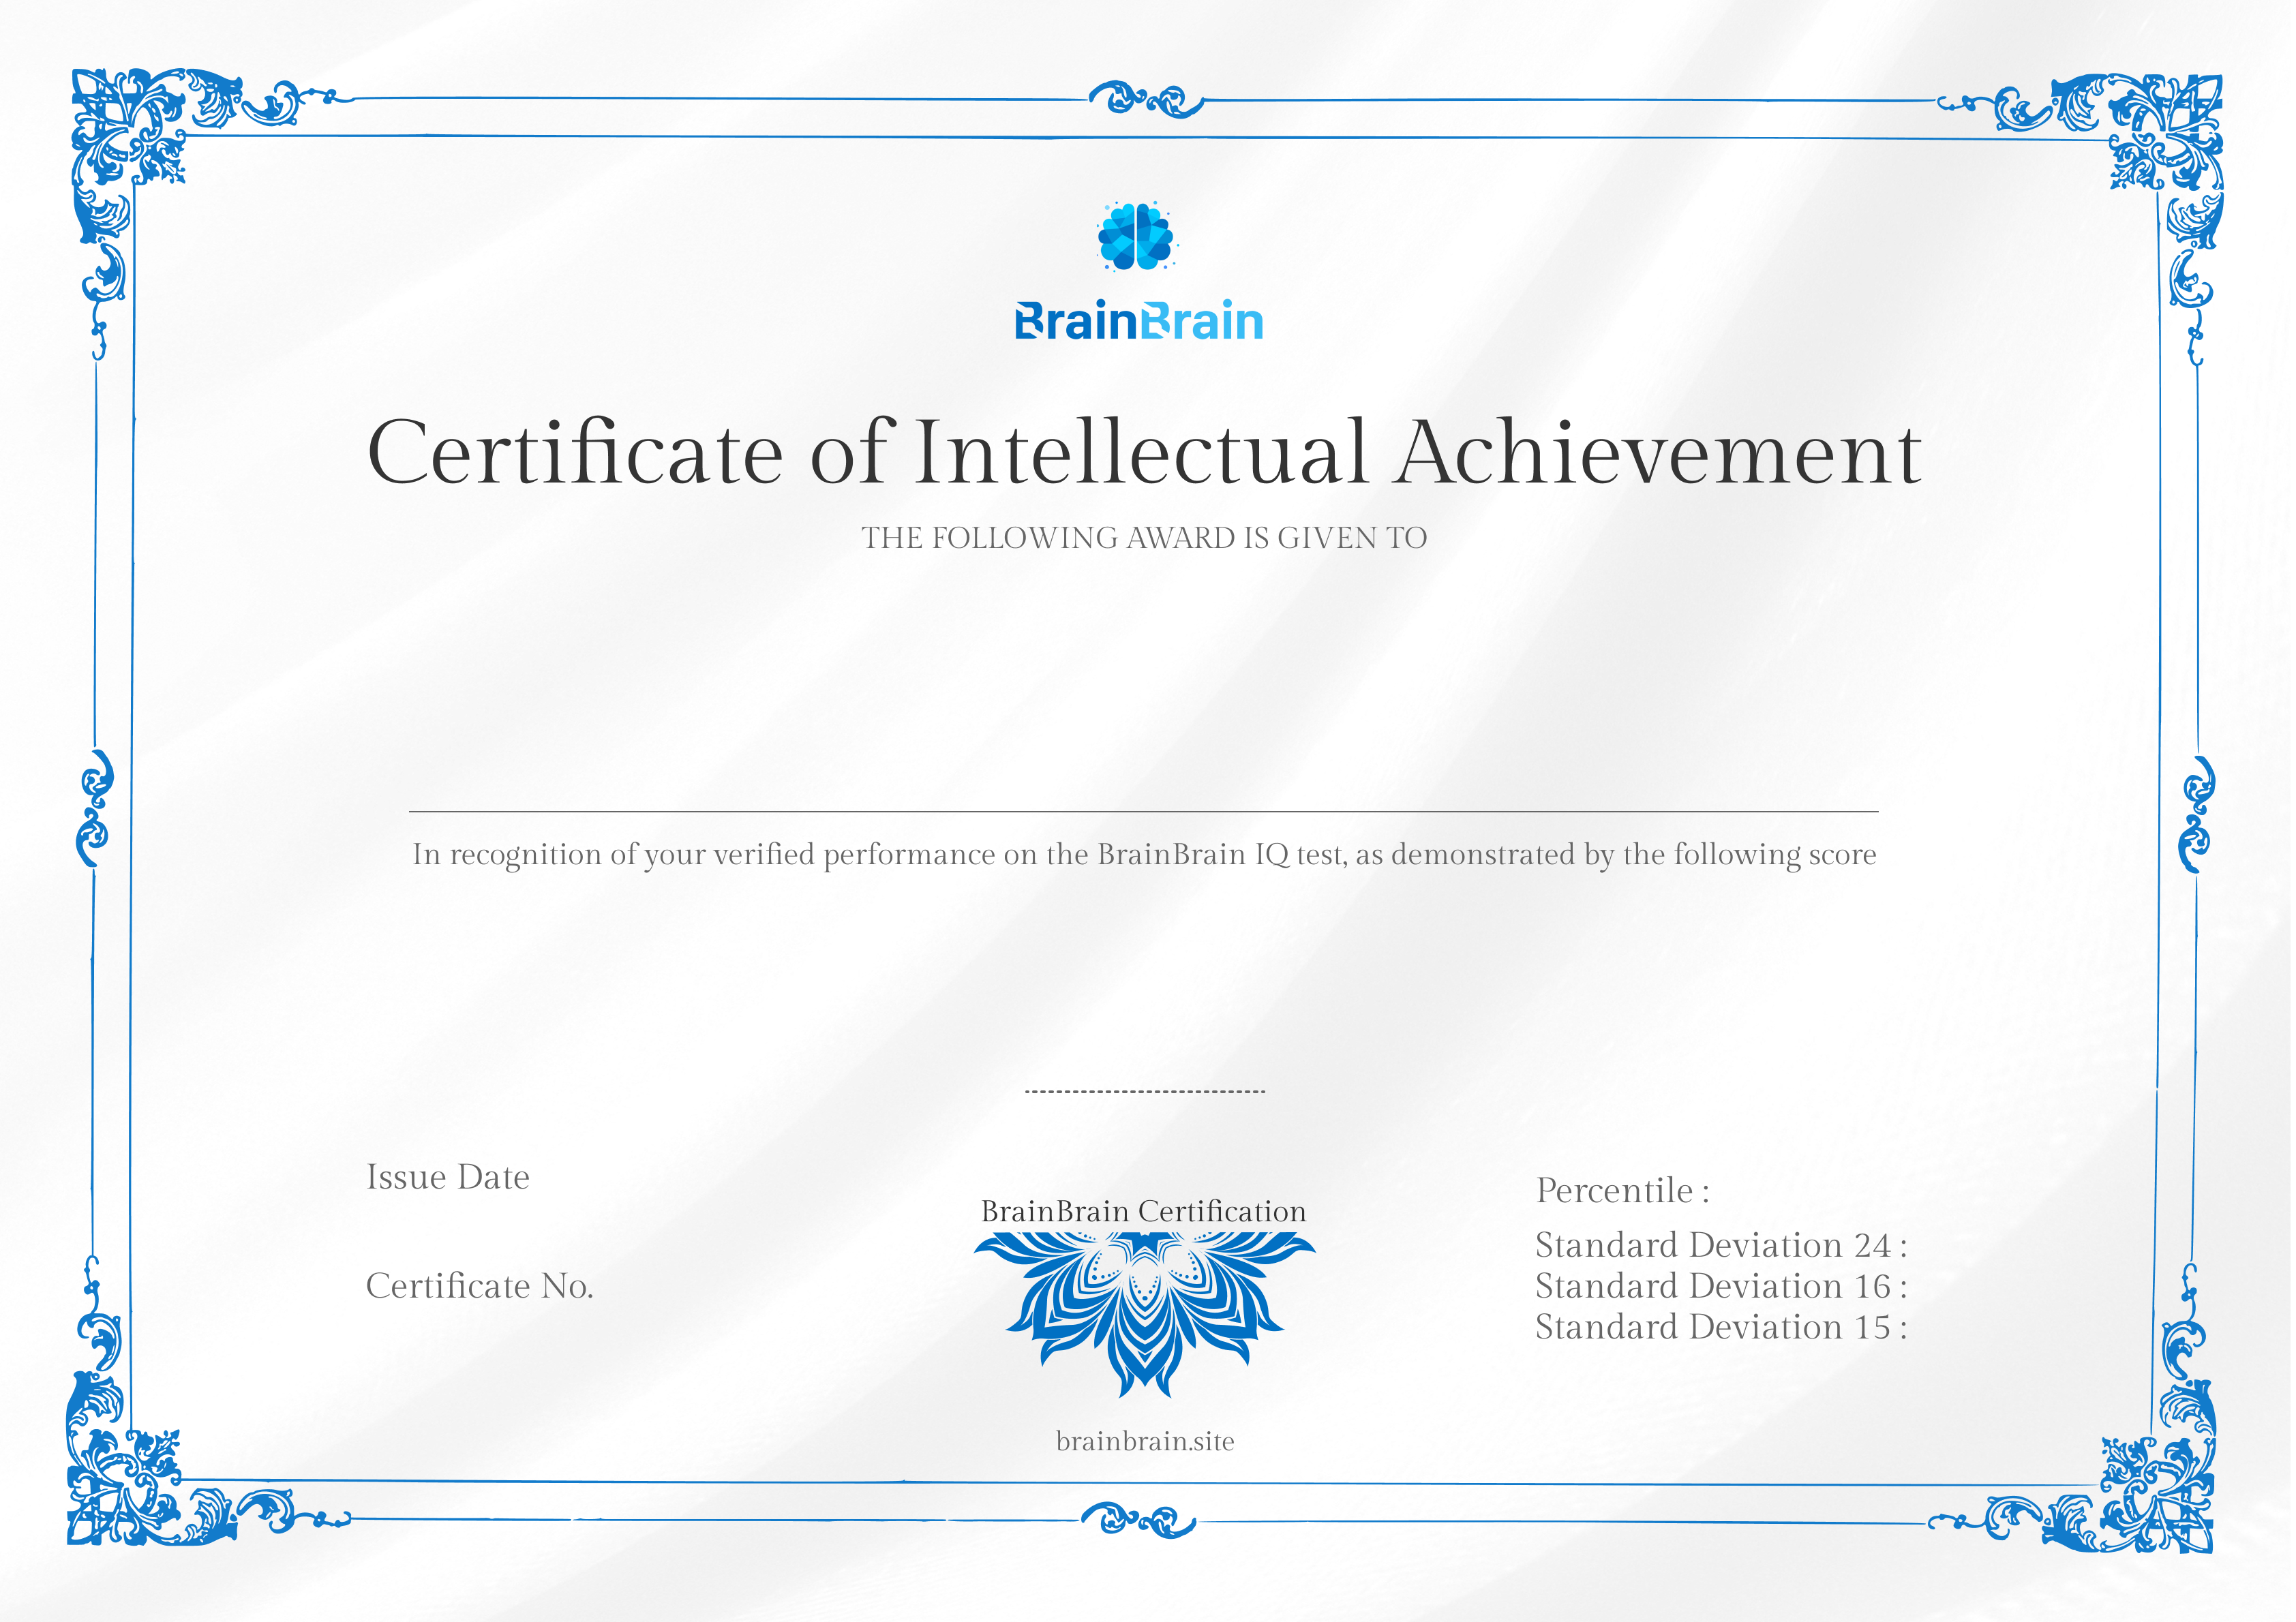 BrainBrain
Certificate of Intellectual Achievement
THE FOLLOWING AWARD IS GIVEN TO
In recognition of your verified performance on the BrainBrain IQ test, as demonstrated by the following score
Issue Date
Certificate No.
BrainBrain Certification
brainbrain.site
Percentile :
Standard Deviation 24 :
Standard Deviation 16 :
Standard Deviation 15 :